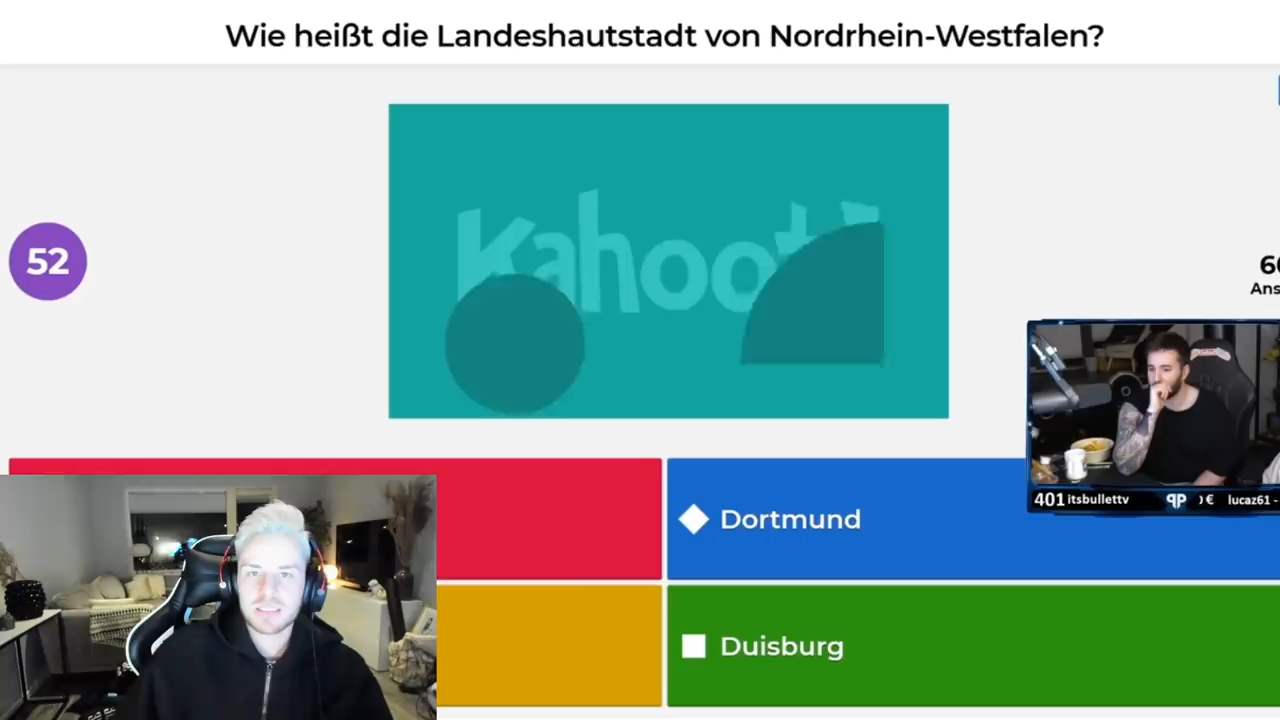 Wie heißt die Landeshautstadt von Nordrhein-Westfalen?
Kahoot!
52
Dortmund
401 itsbullettv
€ lucaz61 -
Duisburg